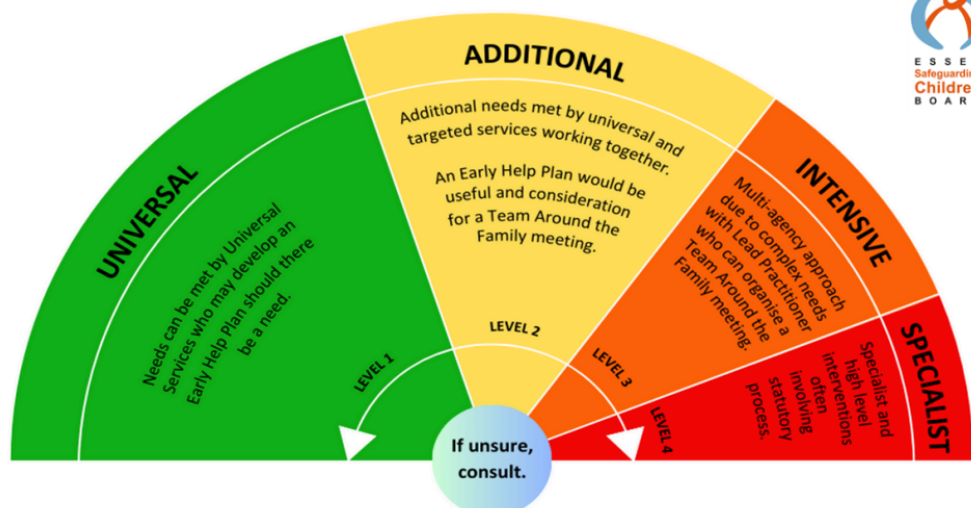 UNIVERSAL
Needs can be met by Universal
Services who may develop an
Early Help Plan should there
be a need.
LEVEL 1
ADDITIONAL
Additional needs met by universal and
targeted services working together.
An Early Help Plan would be
useful and consideration
for a Team Around the
Family meeting.
LEVEL 2
INTENSIVE
Multi-agency approach
due to complex needs
with Lead Practitioner
who can organise a
Team Around the
Family meeting.
LEVEL 3
SPECIALIST
Specialist and
high level
interventions
often
involving
statutory
process.
LEVEL 4
If unsure,
consult.
ESSE
Safeguardin
Childre
BOAR